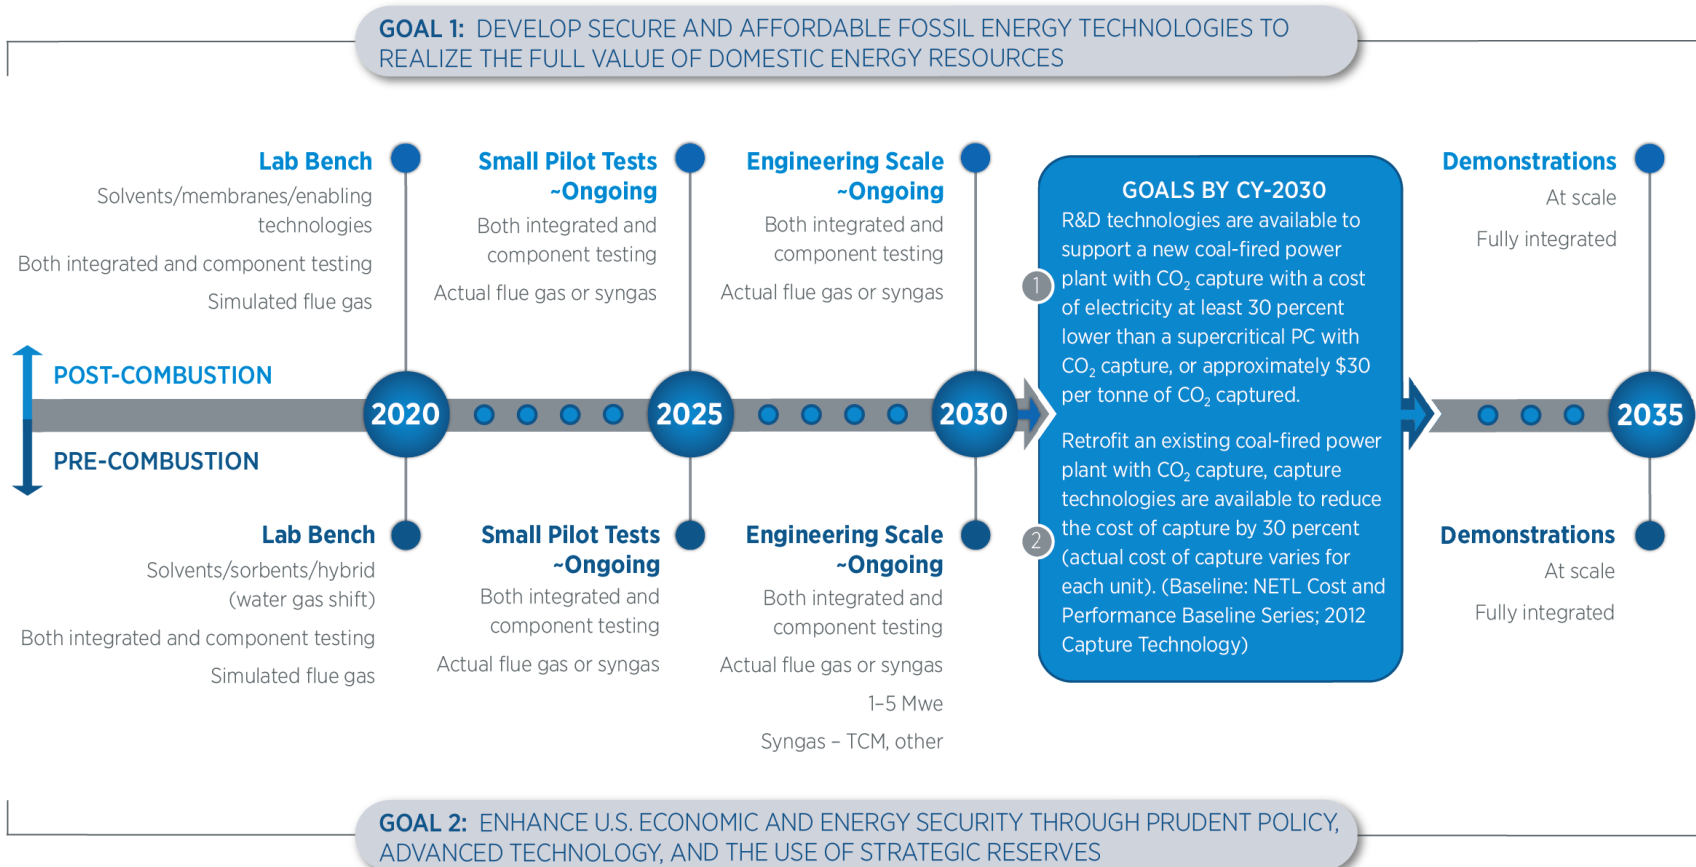 GOAL 1: DEVELOP SECURE AND AFFORDABLE FOSSIL ENERGY TECHNOLOGIES TO
REALIZE THE FULL VALUE OF DOMESTIC ENERGY RESOURCES
Lab Bench
Solvents/membranes/enabling
technologies
Both integrated and component testing
Simulated flue gas
Small Pilot Tests
~Ongoing
Both integrated and
component testing
Actual flue gas or syngas
Engineering Scale
~Ongoing
Both integrated and
component testing
Actual flue gas or syngas
GOALS BY CY-2030
1
R&D technologies are available to
support a new coal-fired power
plant with CO₂ capture with a cost
of electricity at least 30 percent
lower than a supercritical PC with
CO₂ capture, or approximately $30
per tonne of CO₂ captured.
2
Retrofit an existing coal-fired power
plant with CO₂ capture, capture
technologies are available to reduce
the cost of capture by 30 percent
(actual cost of capture varies for
each unit). (Baseline: NETL Cost and
Performance Baseline Series; 2012
Capture Technology)
Demonstrations
At scale
Fully integrated
POST-COMBUSTION
2020
2025
2030
2035
PRE-COMBUSTION
Lab Bench
Solvents/sorbents/hybrid
(water gas shift)
Both integrated and component testing
Simulated flue gas
Small Pilot Tests
~Ongoing
Both integrated and
component testing
Actual flue gas or syngas
Engineering Scale
~Ongoing
Both integrated and
component testing
Actual flue gas or syngas
1–5 Mwe
Syngas – TCM, other
Demonstrations
At scale
Fully integrated
GOAL 2: ENHANCE U.S. ECONOMIC AND ENERGY SECURITY THROUGH PRUDENT POLICY,
ADVANCED TECHNOLOGY, AND THE USE OF STRATEGIC RESERVES